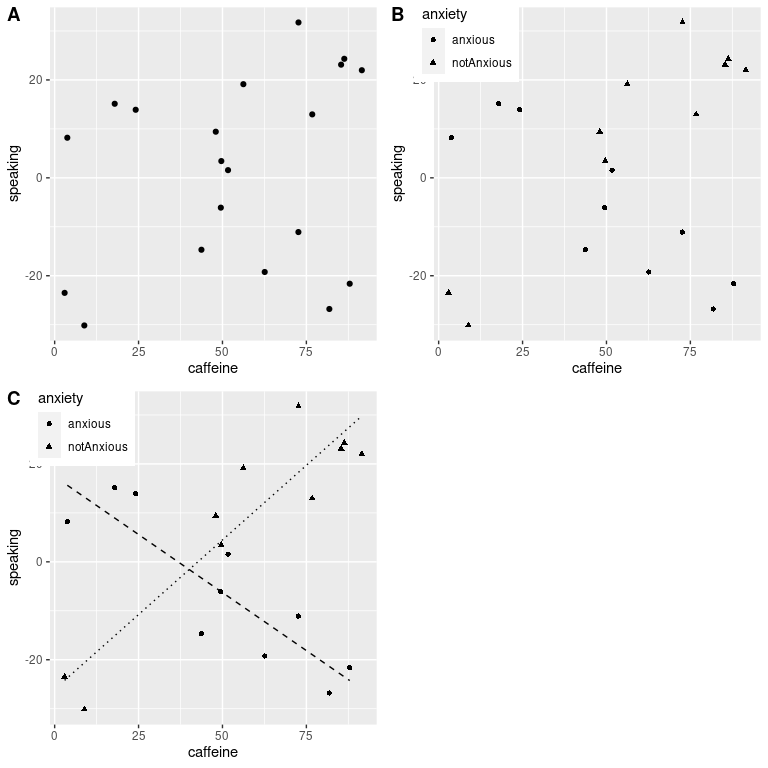 A
20
0
-20
speaking
0
25
50
75
caffeine
B
anxiety
anxious
notAnxious
0
-20
speaking
0
25
50
75
caffeine
C
anxiety
anxious
notAnxious
0
-20
speaking
0
25
50
75
caffeine